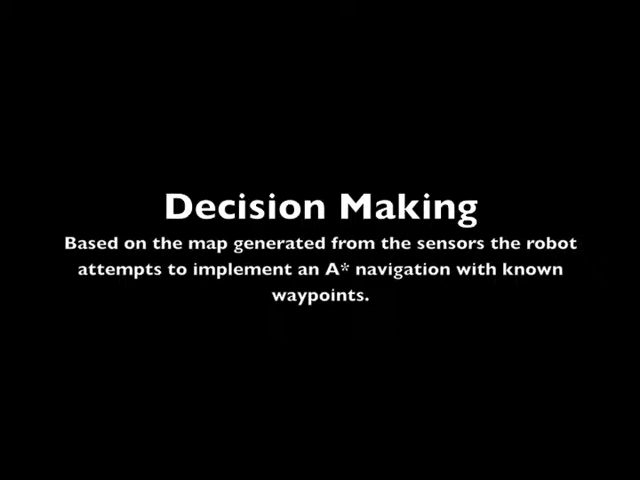 Decision Making
Based on the map generated from the sensors the robot
attempts to implement an A* navigation with known
waypoints.